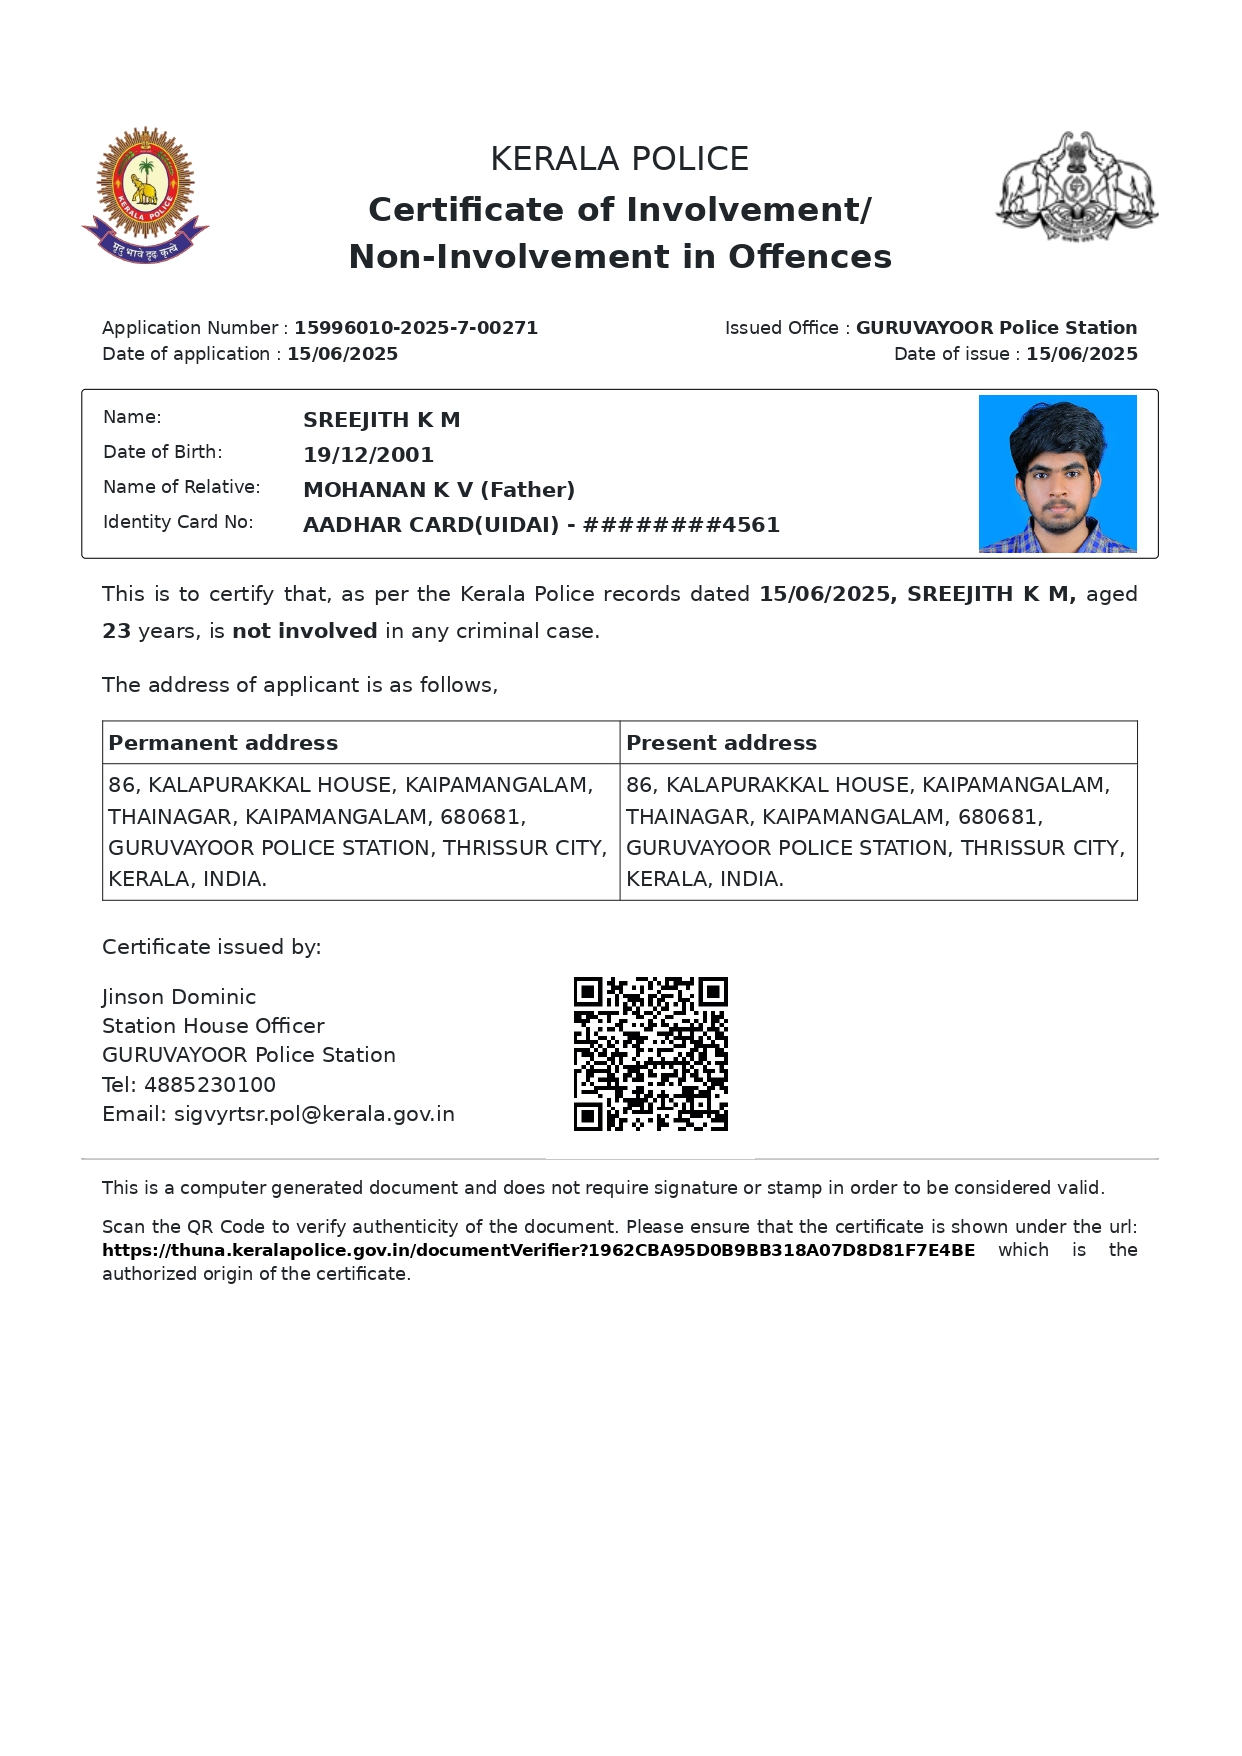 KERALA POLICE
Certificate of Involvement/
Non-Involvement in Offences
KERALA POLICE
मृदु भावे दृढ़ कृत्ये
Application Number : 15996010-2025-7-00271
Issued Office : GURUVAYOOR Police Station
Date of application : 15/06/2025
Date of issue : 15/06/2025
Name: SREEJITH K M
Date of Birth: 19/12/2001
Name of Relative: MOHANAN K V (Father)
Identity Card No: AADHAR CARD(UIDAI) - ########4561
This is to certify that, as per the Kerala Police records dated 15/06/2025, SREEJITH K M, aged
23 years, is not involved in any criminal case.
The address of applicant is as follows,
Permanent address
86, KALAPURAKKAL HOUSE, KAIPAMANGALAM,
THAINAGAR, KAIPAMANGALAM, 680681,
GURUVAYOOR POLICE STATION, THRISSUR CITY,
KERALA, INDIA.
Present address
86, KALAPURAKKAL HOUSE, KAIPAMANGALAM,
THAINAGAR, KAIPAMANGALAM, 680681,
GURUVAYOOR POLICE STATION, THRISSUR CITY,
KERALA, INDIA.
Certificate issued by:
Jinson Dominic
Station House Officer
GURUVAYOOR Police Station
Tel: 4885230100
Email: sigvyrtsr.pol@kerala.gov.in
This is a computer generated document and does not require signature or stamp in order to be considered valid.
Scan the QR Code to verify authenticity of the document. Please ensure that the certificate is shown under the url:
https://thuna.keralapolice.gov.in/documentVerifier?1962CBA95D0B9BB318A07D8D81F7E4BE which is the
authorized origin of the certificate.